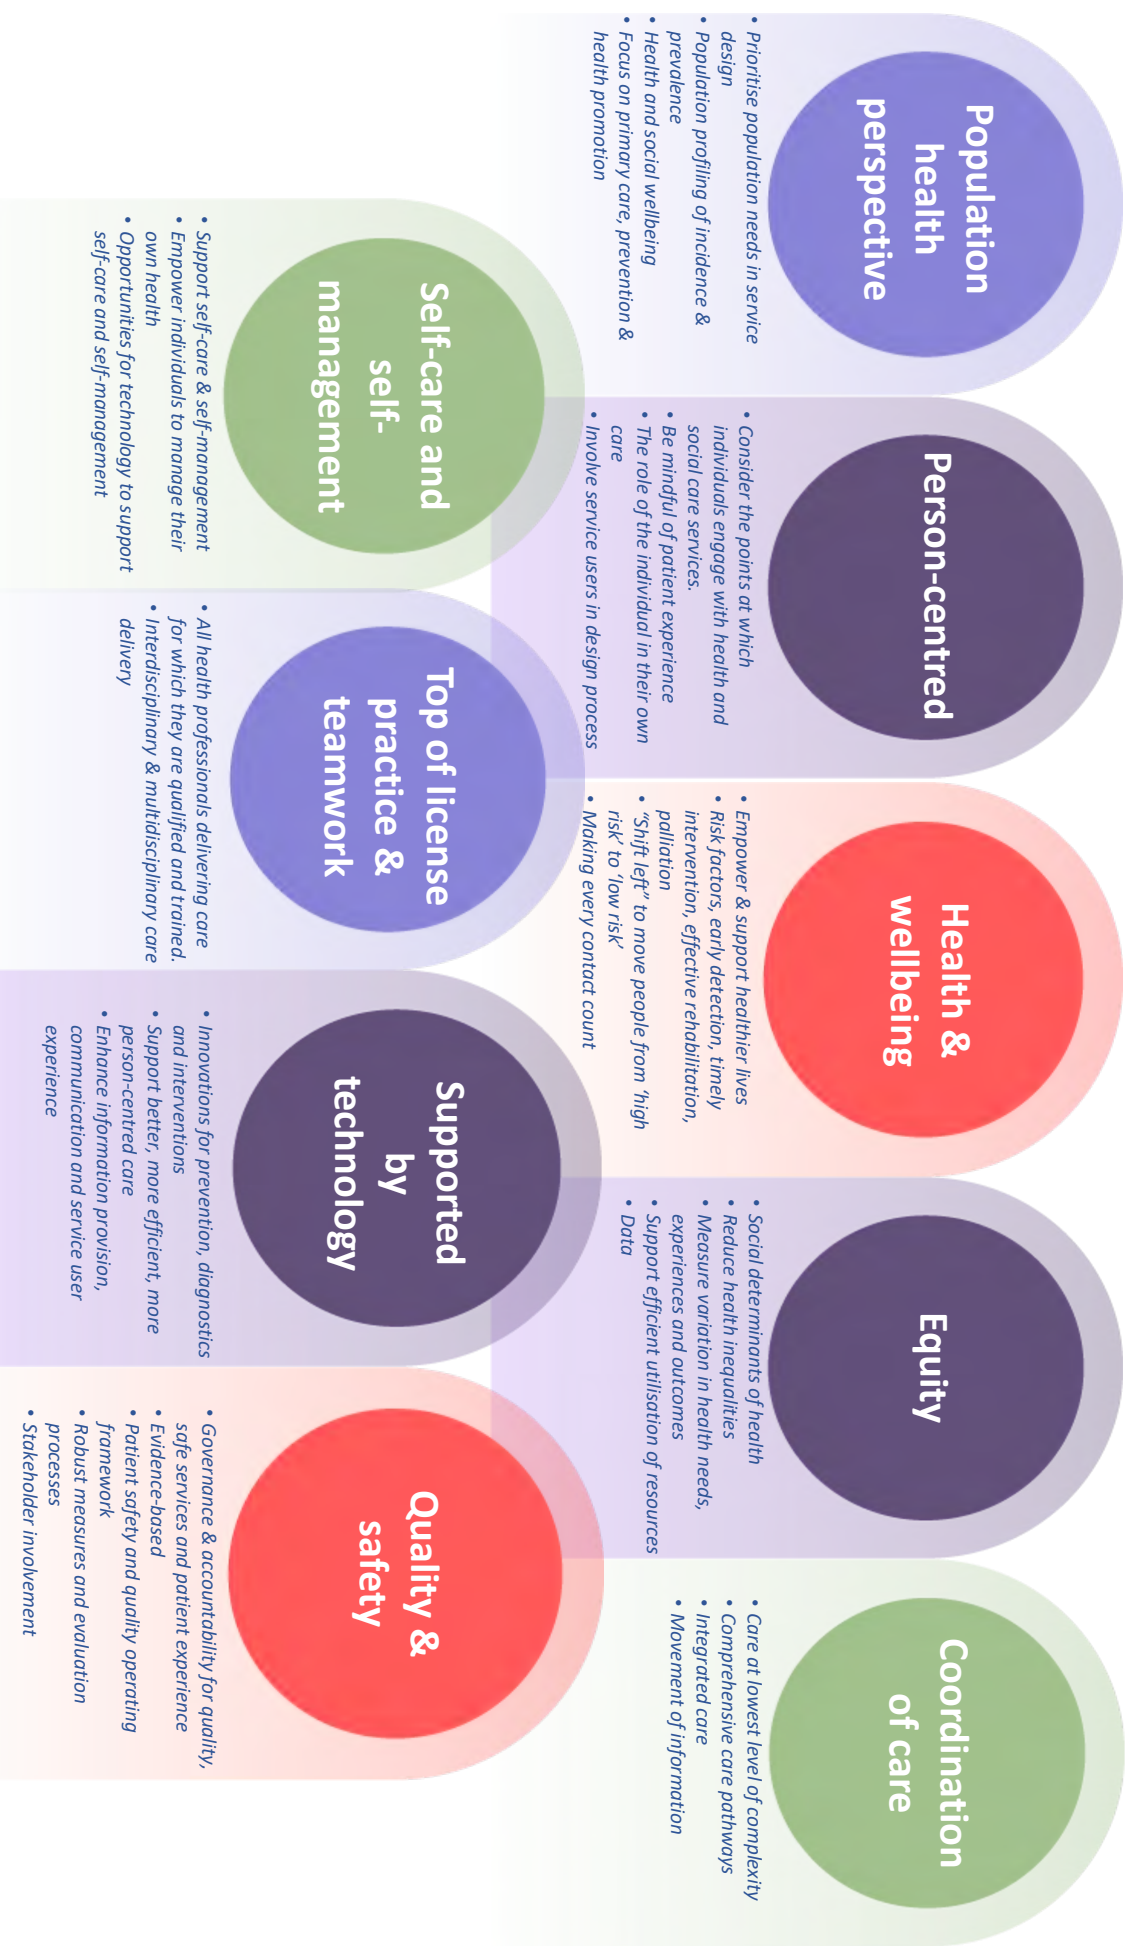 Population
health
perspective
• Prioritise population needs in service
design
• Population profiling of incidence &
prevalence
• Health and social wellbeing
• Focus on primary care, prevention &
health promotion
Person-centred
• Consider the points at which
individuals engage with health and
social care services.
• Be mindful of patient experience
• The role of the individual in their own
care
• Involve service users in design process
Health &
wellbeing
• Empower & support healthier lives
• Risk factors, early detection, timely
intervention, effective rehabilitation,
palliation
• “Shift left” to move people from ‘high
risk’ to ‘low risk’
• Making every contact count
Equity
• Social determinants of health
• Reduce health inequalities
• Measure variation in health needs,
experiences and outcomes
• Support efficient utilisation of resources
• Data
Coordination
of care
• Care at lowest level of complexity
• Comprehensive care pathways
• Integrated care
• Movement of information
Self-care and
self-
management
• Support self-care & self-management
• Empower individuals to manage their
own health
• Opportunities for technology to support
self-care and self-management
Top of license
practice &
teamwork
• All health professionals delivering care
for which they are qualified and trained.
• Interdisciplinary & multidisciplinary care
delivery
Supported
by
technology
• Innovations for prevention, diagnostics
and interventions
• Support better, more efficient, more
person-centred care
• Enhance information provision,
communication and service user
experience
Quality &
safety
• Governance & accountability for quality,
safe services and patient experience
• Evidence-based
• Patient safety and quality operating
framework
• Robust measures and evaluation
processes
• Stakeholder involvement